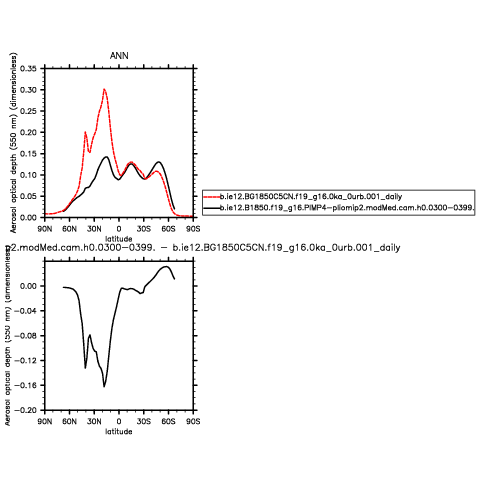 ANN
Aerosol optical depth (550 nm) (dimensionless)
0.35
0.30
0.25
0.20
0.15
0.10
0.05
0.00
90N 60N 30N 0 30S 60S 90S
latitude
b.ie12.BG1850C5CN.f19_g16.0ka_0urb.001_daily
b.ie12.B1850.f19_g16.PlMP4-pliomip2.modMed.cam.h0.0300-0399.
p2.modMed.cam.h0.0300-0399. - b.ie12.BG1850C5CN.f19_g16.0ka_0urb.001_daily
Aerosol optical depth (550 nm) (dimensionless)
0.00
-0.04
-0.08
-0.12
-0.16
-0.20
90N 60N 30N 0 30S 60S 90S
latitude